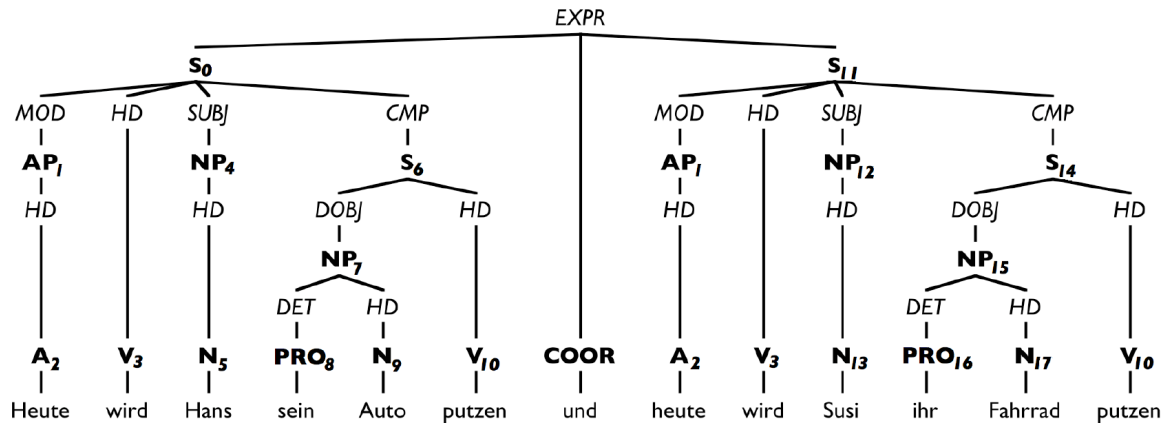 EXPR
S0 S11
MOD HD SUBJ CMP MOD HD SUBJ CMP
AP1 NP4 S6 AP1 NP12 S14
HD HD DOBJ HD HD HD DOBJ HD
NP7 NP15
DET HD DET HD
A2 V3 N5 PRO8 N9 V10 COOR A2 V3 N13 PRO16 N17 V10
Heute wird Hans sein Auto putzen und heute wird Susi ihr Fahrrad putzen